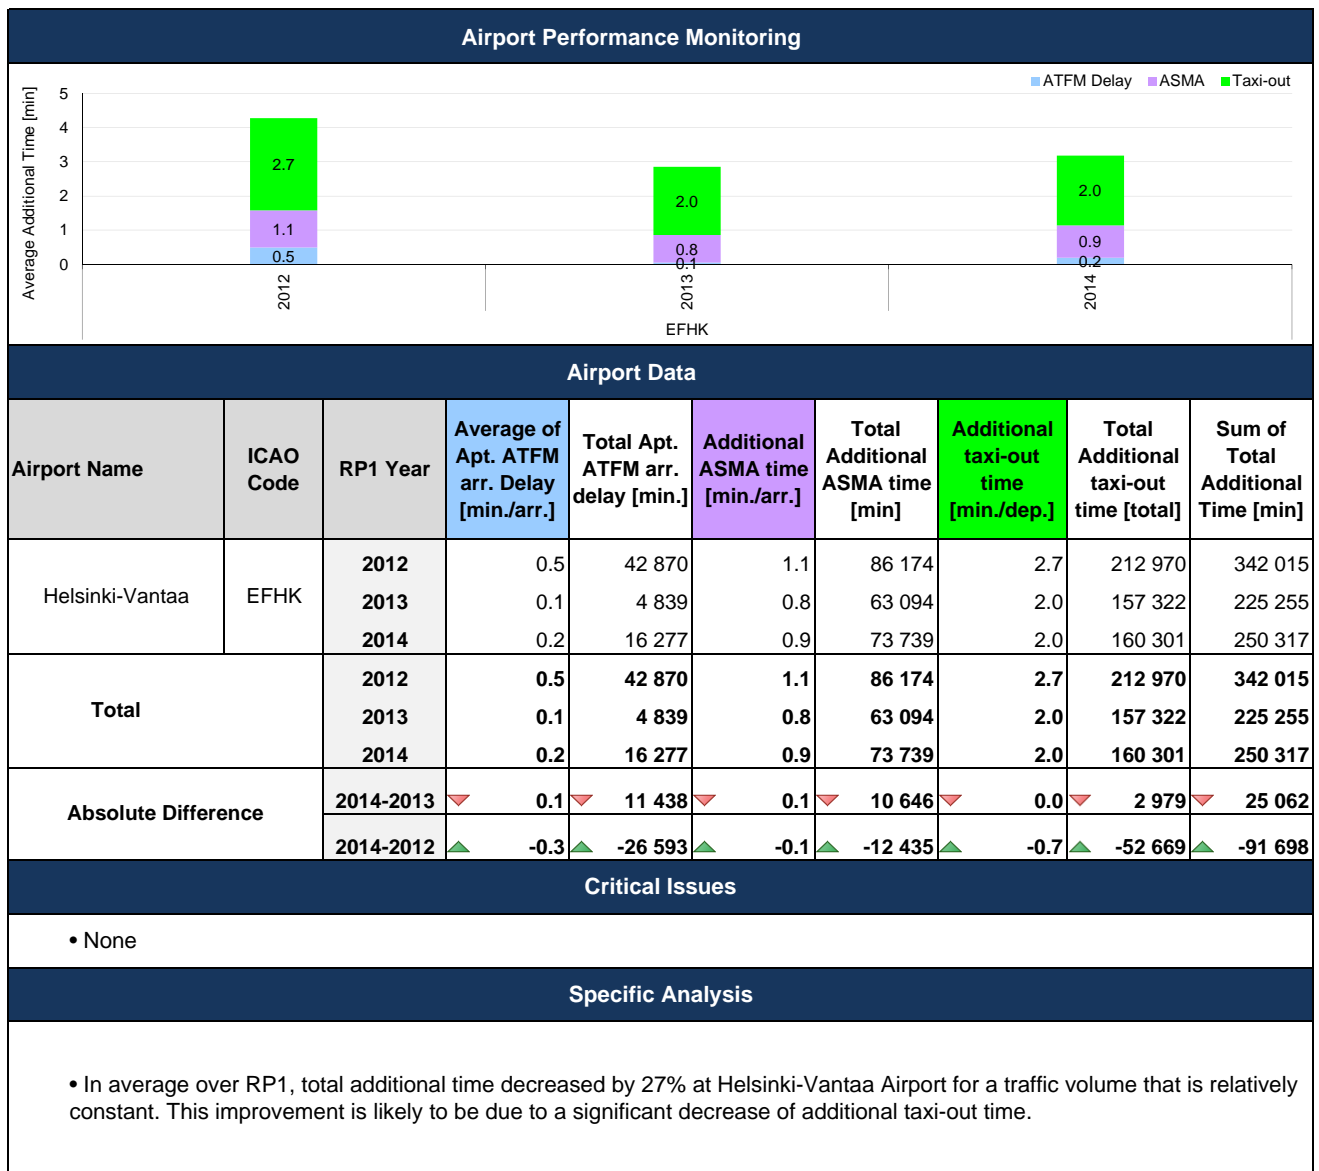 Airport Performance Monitoring
ATFM Delay ASMA Taxi-out
Average Additional Time [min]
5
4
3
2
1
0
2.7
1.1
0.5
2.0
0.8
0.1
2.0
0.9
0.2
2012
2013
2014
EFHK
Airport Data
Airport Name
ICAO
Code
RP1 Year
Average of
Apt. ATFM
arr. Delay
[min./arr.]
Total Apt.
ATFM arr.
delay [min.]
Additional
ASMA time
[min./arr.]
Total
Additional
ASMA time
[min]
Additional
taxi-out
time
[min./dep.]
Total
Additional
taxi-out
time [total]
Sum of
Total
Additional
Time [min]
Helsinki-Vantaa EFHK
2012 0.5 42 870 1.1 86 174 2.7 212 970 342 015
2013 0.1 4 839 0.8 63 094 2.0 157 322 225 255
2014 0.2 16 277 0.9 73 739 2.0 160 301 250 317
Total
2012 0.5 42 870 1.1 86 174 2.7 212 970 342 015
2013 0.1 4 839 0.8 63 094 2.0 157 322 225 255
2014 0.2 16 277 0.9 73 739 2.0 160 301 250 317
Absolute Difference
2014-2013 0.1 11 438 0.1 10 646 0.0 2 979 25 062
2014-2012 -0.3 -26 593 -0.1 -12 435 -0.7 -52 669 -91 698
Critical Issues
• None
Specific Analysis
• In average over RP1, total additional time decreased by 27% at Helsinki-Vantaa Airport for a traffic volume that is relatively
constant. This improvement is likely to be due to a significant decrease of additional taxi-out time.